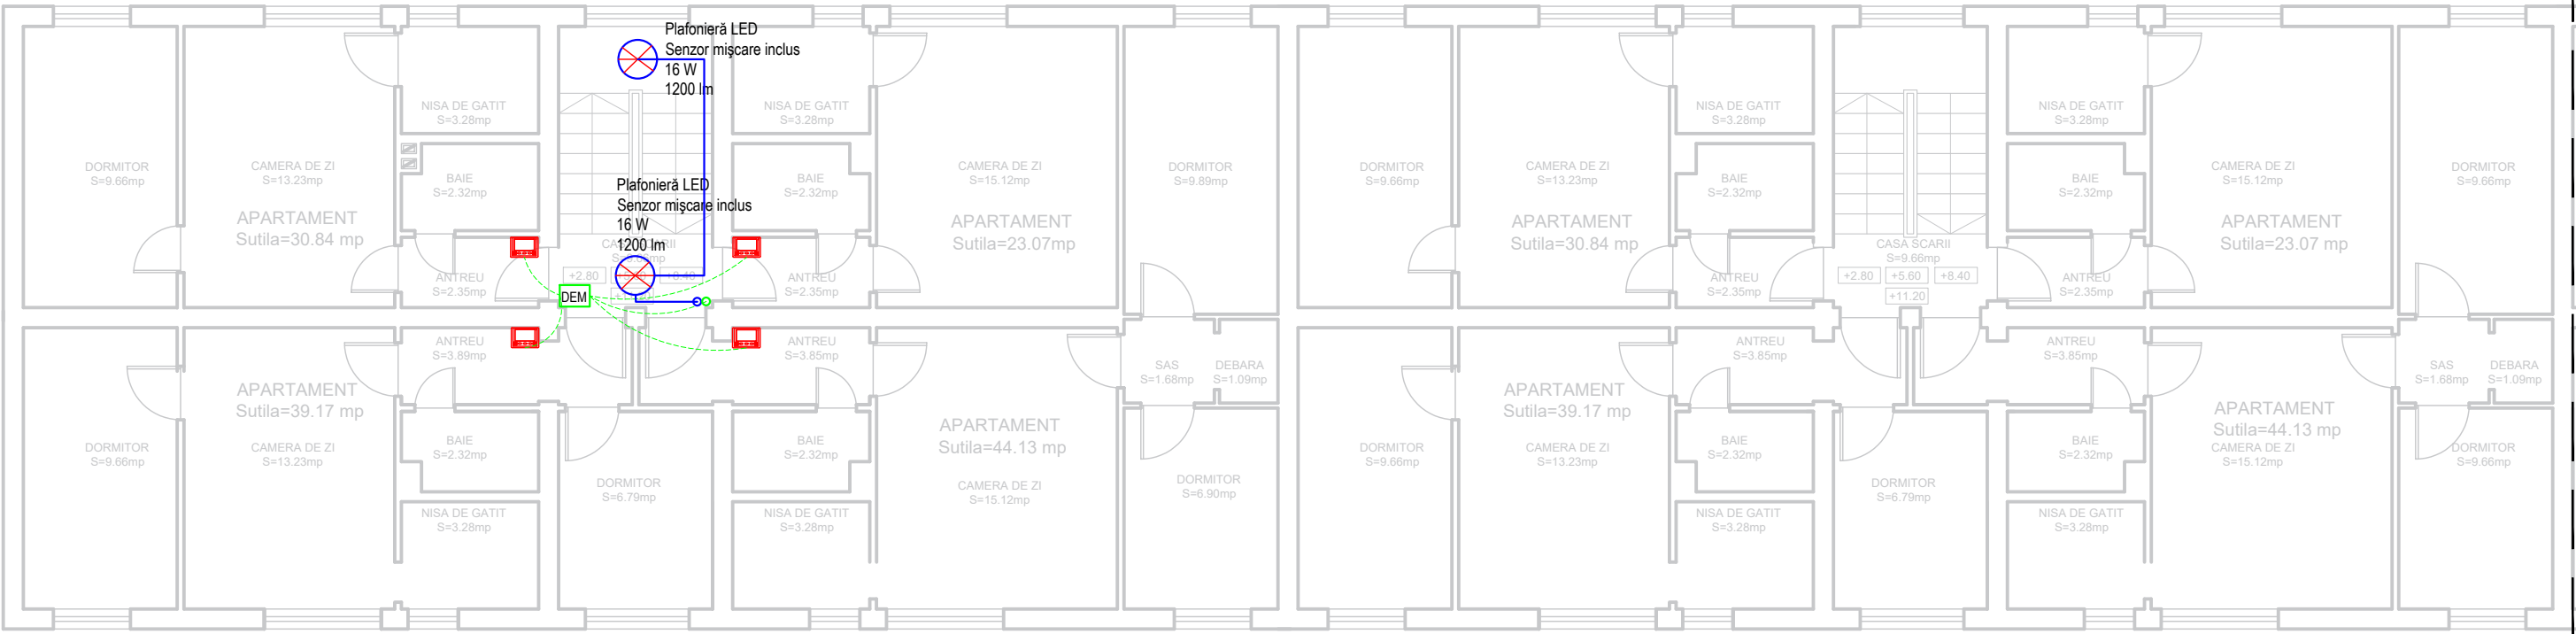 Plafonieră LED
Senzor mişcare inclus
16 W
1200 lm
NISA DE GATIT
S=3.28mp
NISA DE GATIT
S=3.28mp
NISA DE GATIT
S=3.28mp
NISA DE GATIT
S=3.28mp
DORMITOR
S=9.66mp
CAMERA DE ZI
S=13.23mp
BAIE
S=2.32mp
Plafonieră LED
Senzor mişcare inclus
16 W
1200 lm
BAIE
S=2.32mp
CAMERA DE ZI
S=15.12mp
DORMITOR
S=9.89mp
DORMITOR
S=9.66mp
CAMERA DE ZI
S=13.23mp
BAIE
S=2.32mp
BAIE
S=2.32mp
CAMERA DE ZI
S=15.12mp
DORMITOR
S=9.66mp
APARTAMENT
Sutila=30.84 mp
APARTAMENT
Sutila=23.07mp
APARTAMENT
Sutila=30.84 mp
APARTAMENT
Sutila=23.07 mp
CASA SCARII
S=9.66mp
ANTREU
S=2.35mp
+2.80
DEM
ANTREU
S=2.35mp
ANTREU
S=2.35mp
+2.80
+5.60
+8.40
+11.20
ANTREU
S=2.35mp
ANTREU
S=3.89mp
ANTREU
S=3.85mp
ANTREU
S=3.85mp
ANTREU
S=3.85mp
SAS
S=1.68mp
DEBARA
S=1.09mp
SAS
S=1.68mp
DEBARA
S=1.09mp
APARTAMENT
Sutila=39.17 mp
APARTAMENT
Sutila=44.13 mp
APARTAMENT
Sutila=39.17 mp
APARTAMENT
Sutila=44.13 mp
DORMITOR
S=9.66mp
CAMERA DE ZI
S=13.23mp
BAIE
S=2.32mp
BAIE
S=2.32mp
CAMERA DE ZI
S=15.12mp
DORMITOR
S=9.66mp
CAMERA DE ZI
S=13.23mp
BAIE
S=2.32mp
BAIE
S=2.32mp
CAMERA DE ZI
S=15.12mp
DORMITOR
S=9.66mp
DORMITOR
S=6.79mp
DORMITOR
S=6.90mp
DORMITOR
S=6.79mp
NISA DE GATIT
S=3.28mp
NISA DE GATIT
S=3.28mp
NISA DE GATIT
S=3.28mp
NISA DE GATIT
S=3.28mp